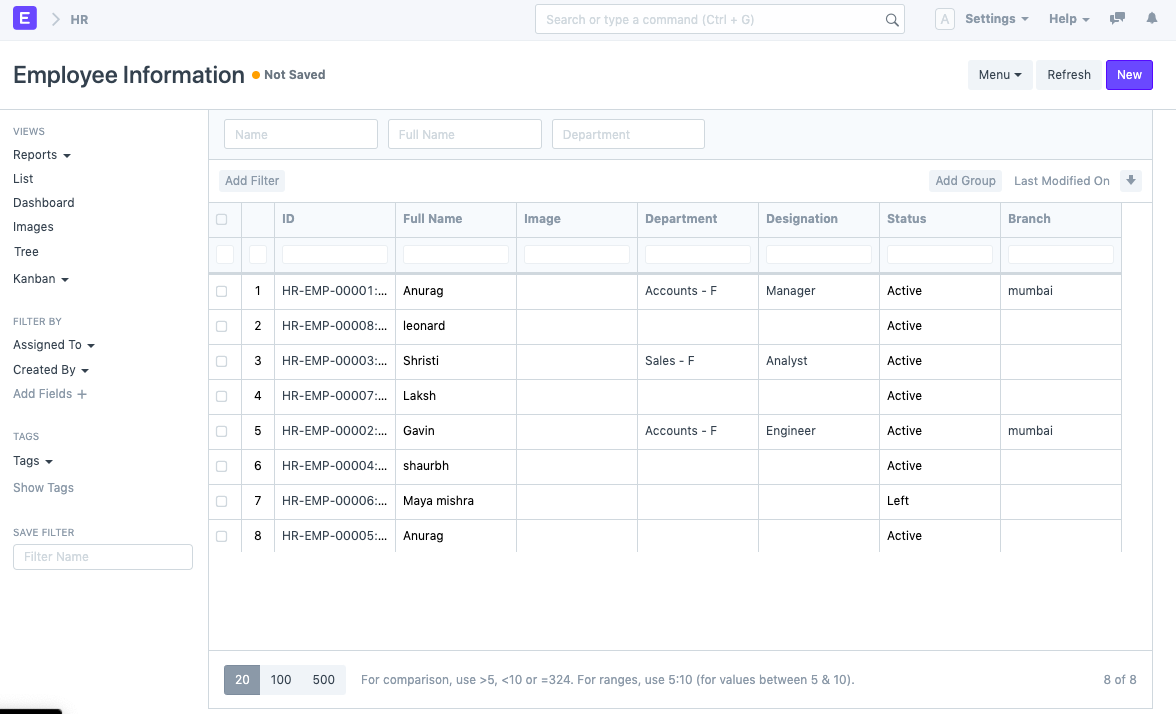 E HR Search or type a command (Ctrl + G) A Settings Help
Employee Information Not Saved Menu Refresh New
VIEWS
Reports
List
Dashboard
Images
Tree
Kanban
FILTER BY
Assigned To
Created By
Add Fields +
TAGS
Tags
Show Tags
SAVE FILTER
Filter Name
Name Full Name Department
Add Filter Add Group Last Modified On
ID Full Name Image Department Designation Status Branch
1 HR-EMP-00001:... Anurag Accounts - F Manager Active mumbai
2 HR-EMP-00008:... leonard Active
3 HR-EMP-00003:... Shristi Sales - F Analyst Active
4 HR-EMP-00007:... Laksh Active
5 HR-EMP-00002:... Gavin Accounts - F Engineer Active mumbai
6 HR-EMP-00004:... shaurbh Active
7 HR-EMP-00006:... Maya mishra Left
8 HR-EMP-00005:... Anurag Active
20 100 500 For comparison, use >5, <10 or =324. For ranges, use 5:10 (for values between 5 & 10). 8 of 8